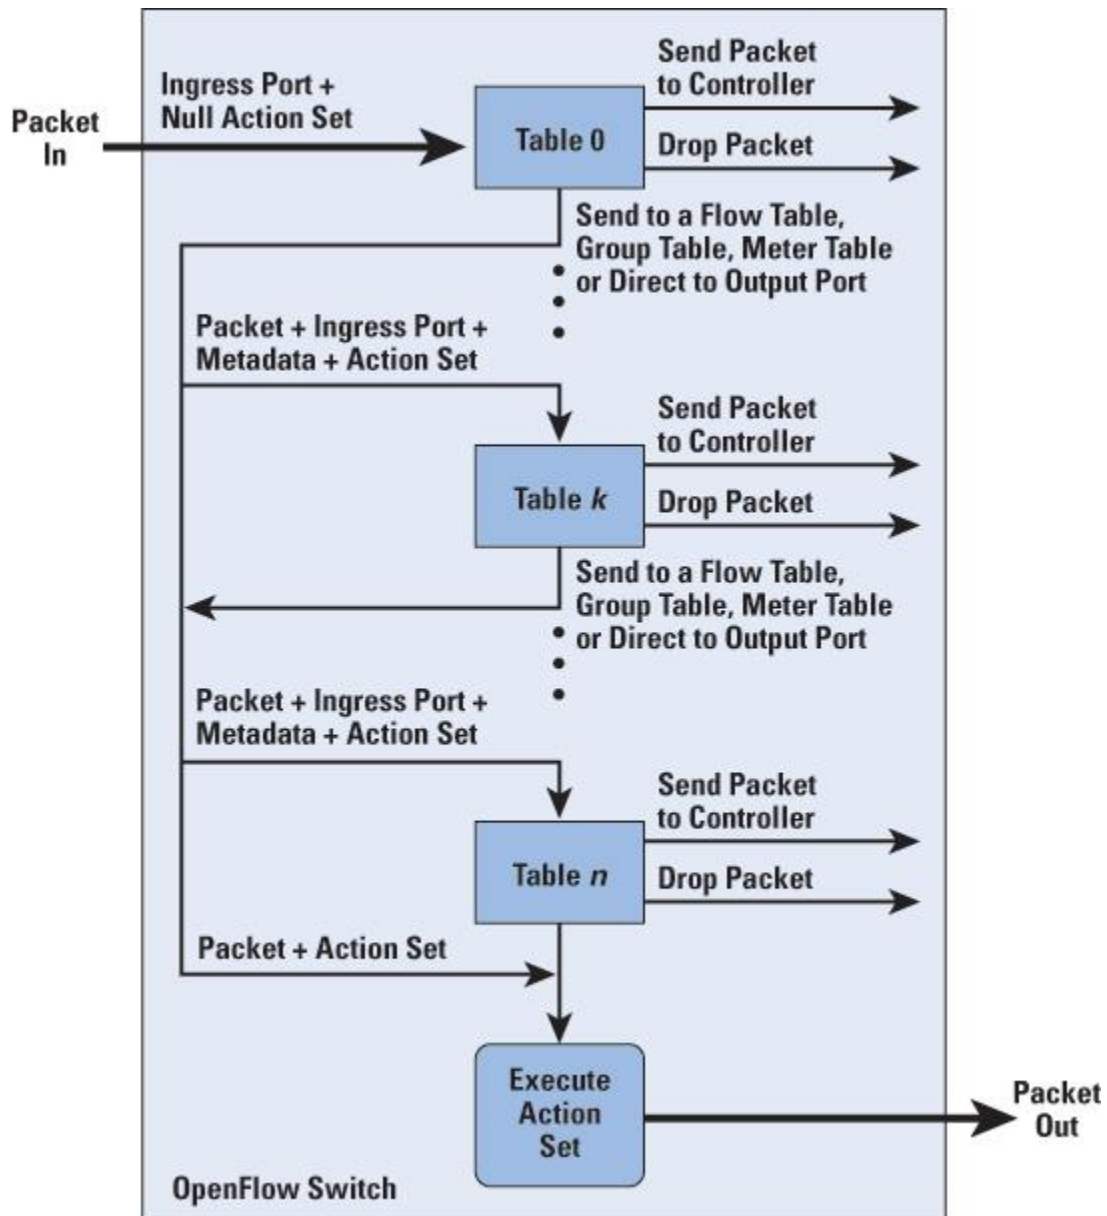 Packet
In
Ingress Port +
Null Action Set
Table 0
Send Packet
to Controller
Drop Packet
Send to a Flow Table,
Group Table, Meter Table
or Direct to Output Port
Packet + Ingress Port +
Metadata + Action Set
Table k
Send Packet
to Controller
Drop Packet
Send to a Flow Table,
Group Table, Meter Table
or Direct to Output Port
Packet + Ingress Port +
Metadata + Action Set
Table n
Send Packet
to Controller
Drop Packet
Packet + Action Set
Execute
Action
Set
Packet
Out
OpenFlow Switch